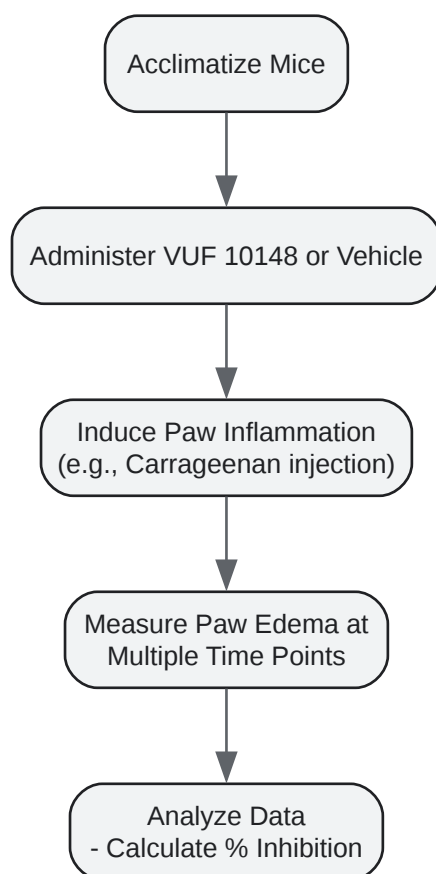 Acclimatize Mice
Administer VUF 10148 or Vehicle
Induce Paw Inflammation
(e.g., Carrageenan injection)
Measure Paw Edema at
Multiple Time Points
Analyze Data
- Calculate % Inhibition